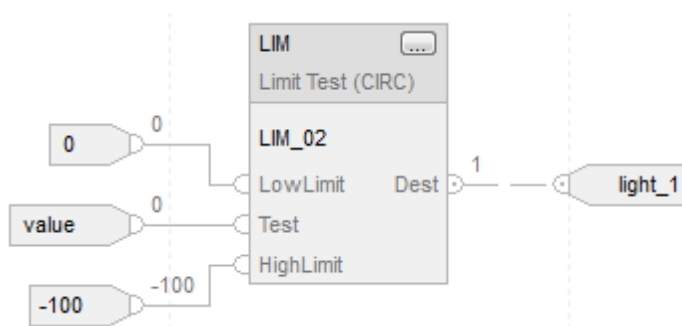 LIM ...
Limit Test (CIRC)
LIM_02
0 0
LowLimit Dest 1 light_1
value 0
Test
HighLimit
-100 -100